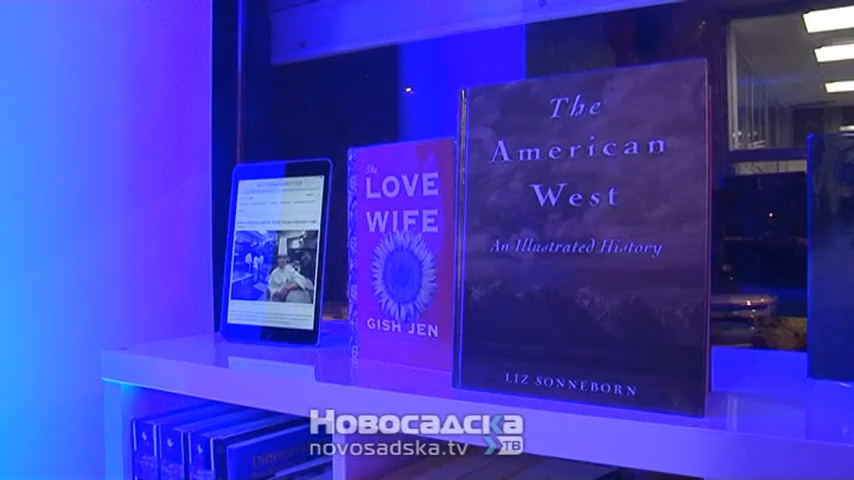 The
LOVE
WIFE
GISH JEN
The
American
West
An Illustrated History
LIZ SONNEBORN
НОВОСАДСКА
novosadska.tv
ТВ